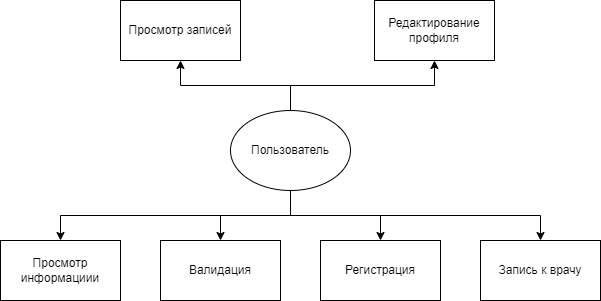 Просмотр записей
Редактирование
профиля
Пользователь
Просмотр
информациии
Валидация
Регистрация
Запись к врачу